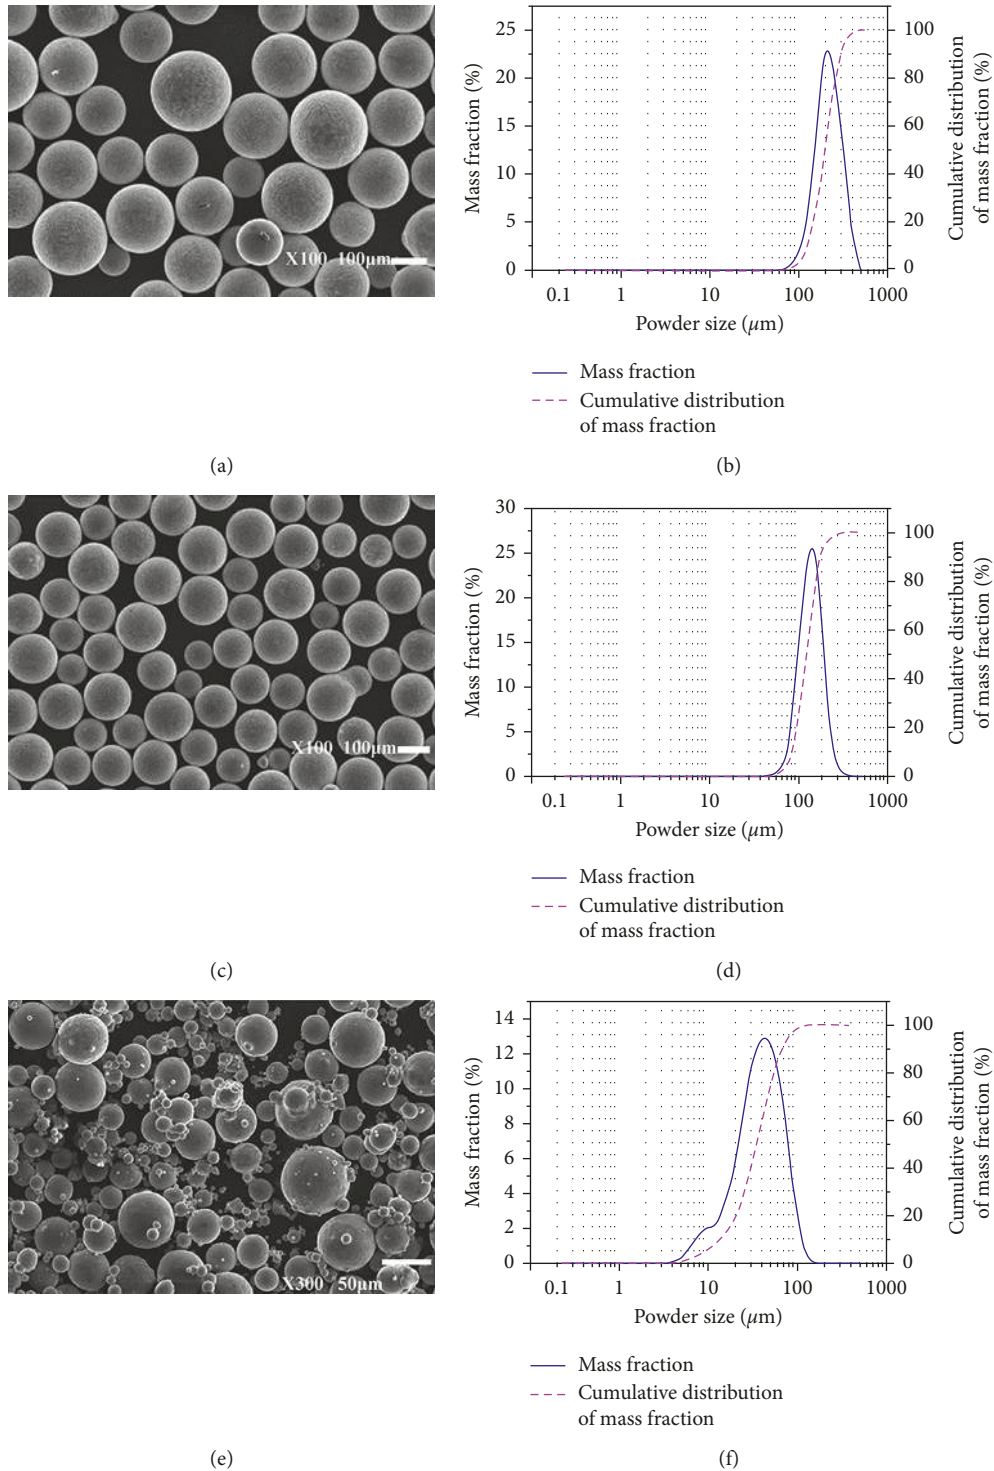 X100 100μm
25
20
15
10
5
0
Mass fraction (%)
100
80
60
40
20
0
Cumulative distribution
of mass fraction (%)
0.1 1 10 100 1000
Powder size (μm)
Mass fraction
Cumulative distribution
of mass fraction
(a)
(b)
X100 100μm
30
25
20
15
10
5
0
Mass fraction (%)
100
80
60
40
20
0
Cumulative distribution
of mass fraction (%)
0.1 1 10 100 1000
Powder size (μm)
Mass fraction
Cumulative distribution
of mass fraction
(c)
(d)
X300 50μm
14
12
10
8
6
4
2
0
Mass fraction (%)
100
80
60
40
20
0
Cumulative distribution
of mass fraction (%)
0.1 1 10 100 1000
Powder size (μm)
Mass fraction
Cumulative distribution
of mass fraction
(e)
(f)